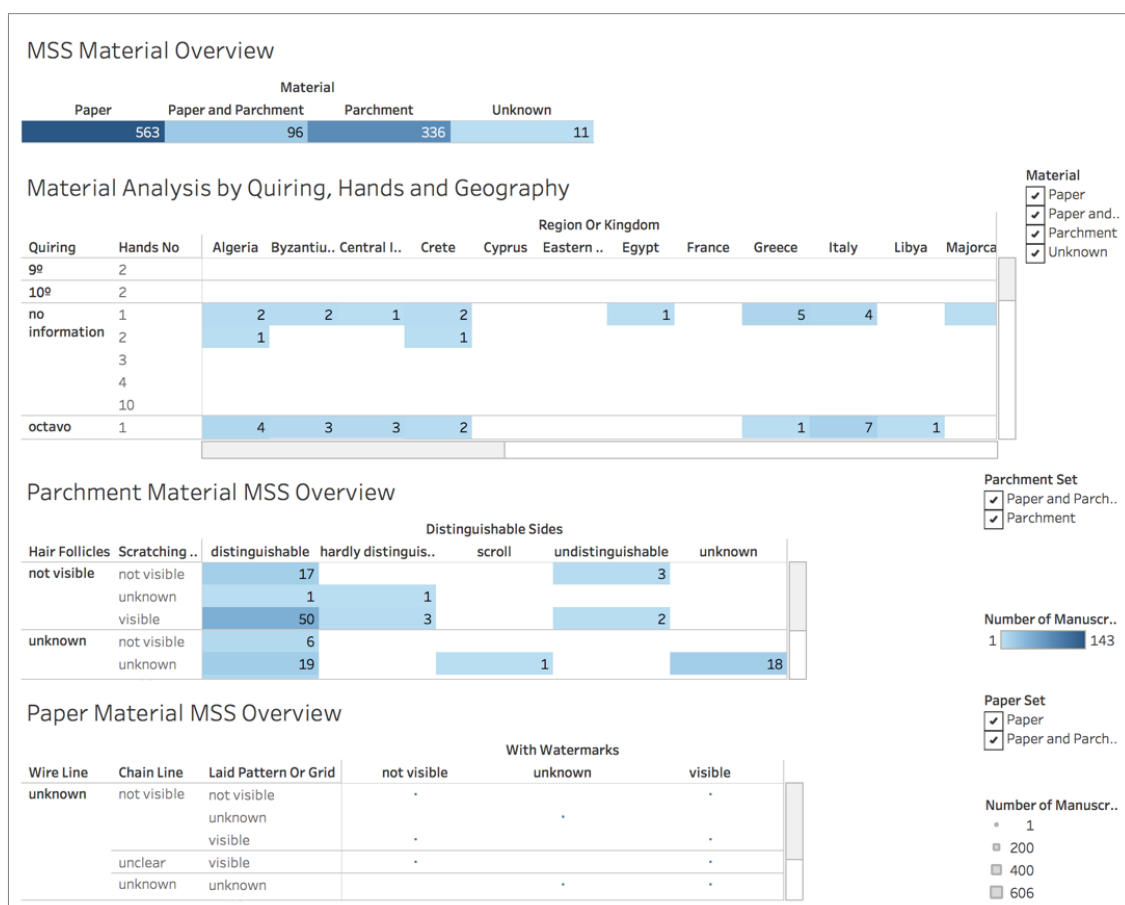 MSS Material Overview
Material
Paper Paper and Parchment Parchment Unknown
563 96 336 11
Material Analysis by Quiring, Hands and Geography
Material
Paper
Paper and..
Parchment
Unknown
Region Or Kingdom
Quiring Hands No Algeria Byzantiu.. Central I.. Crete Cyprus Eastern .. Egypt France Greece Italy Libya Majorca
9º 2
10º 2
no information 1 2 2 1 2 1 5 4
2 1 1
3
4
10
octavo 1 4 3 3 2 1 7 1
Parchment Material MSS Overview
Parchment Set
Paper and Parch..
Parchment
Distinguishable Sides
Hair Follicles Scratching .. distinguishable hardly distinguis.. scroll undistinguishable unknown
not visible not visible 17 3
unknown 1 1
visible 50 3 2
unknown not visible 6
unknown 19 1 18
Number of Manuscr..
1 143
Paper Material MSS Overview
Paper Set
Paper
Paper and Parch..
With Watermarks
Wire Line Chain Line Laid Pattern Or Grid not visible unknown visible
unknown not visible not visible
unknown
visible
unclear visible
unknown unknown
Number of Manuscr..
1
200
400
606